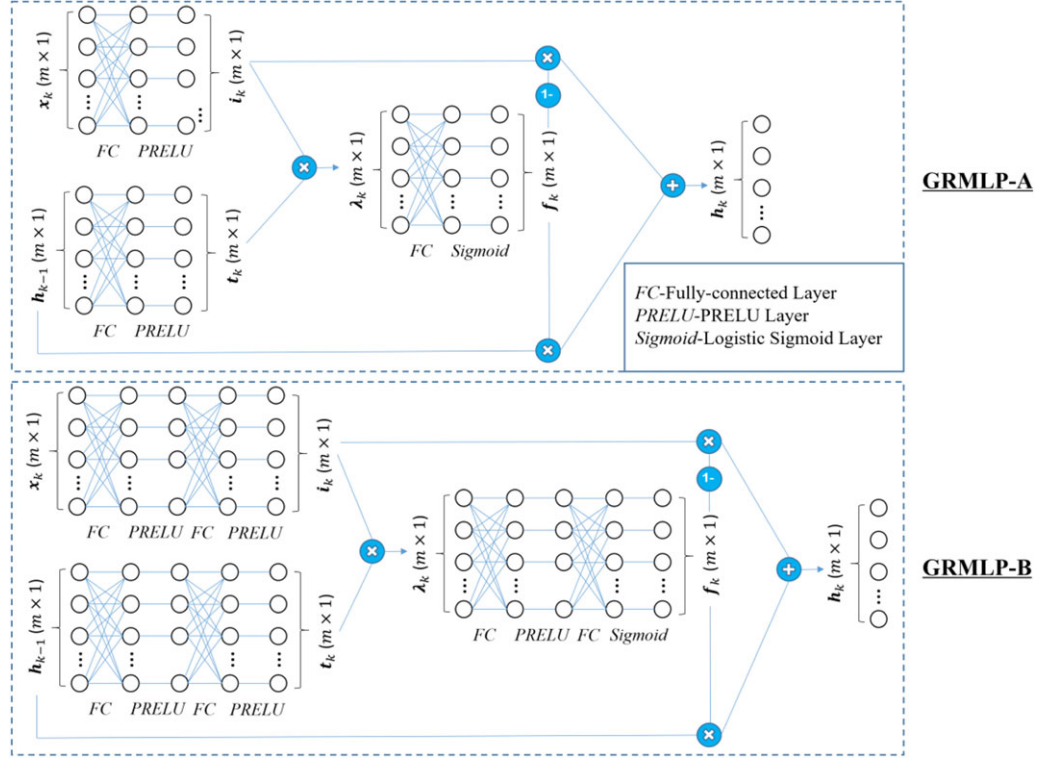 x_k (m × 1)
FC PRELU
i_k (m × 1)
h_{k−1} (m × 1)
FC PRELU
t_k (m × 1)
×
λ_k (m × 1)
FC Sigmoid
f_k (m × 1)
×
1-
×
+
h_k (m × 1)
GRMLP-A
FC-Fully-connected Layer
PRELU-PRELU Layer
Sigmoid-Logistic Sigmoid Layer
x_k (m × 1)
FC PRELU FC PRELU
i_k (m × 1)
h_{k−1} (m × 1)
FC PRELU FC PRELU
t_k (m × 1)
×
λ_k (m × 1)
FC PRELU FC Sigmoid
f_k (m × 1)
×
1-
×
+
h_k (m × 1)
GRMLP-B